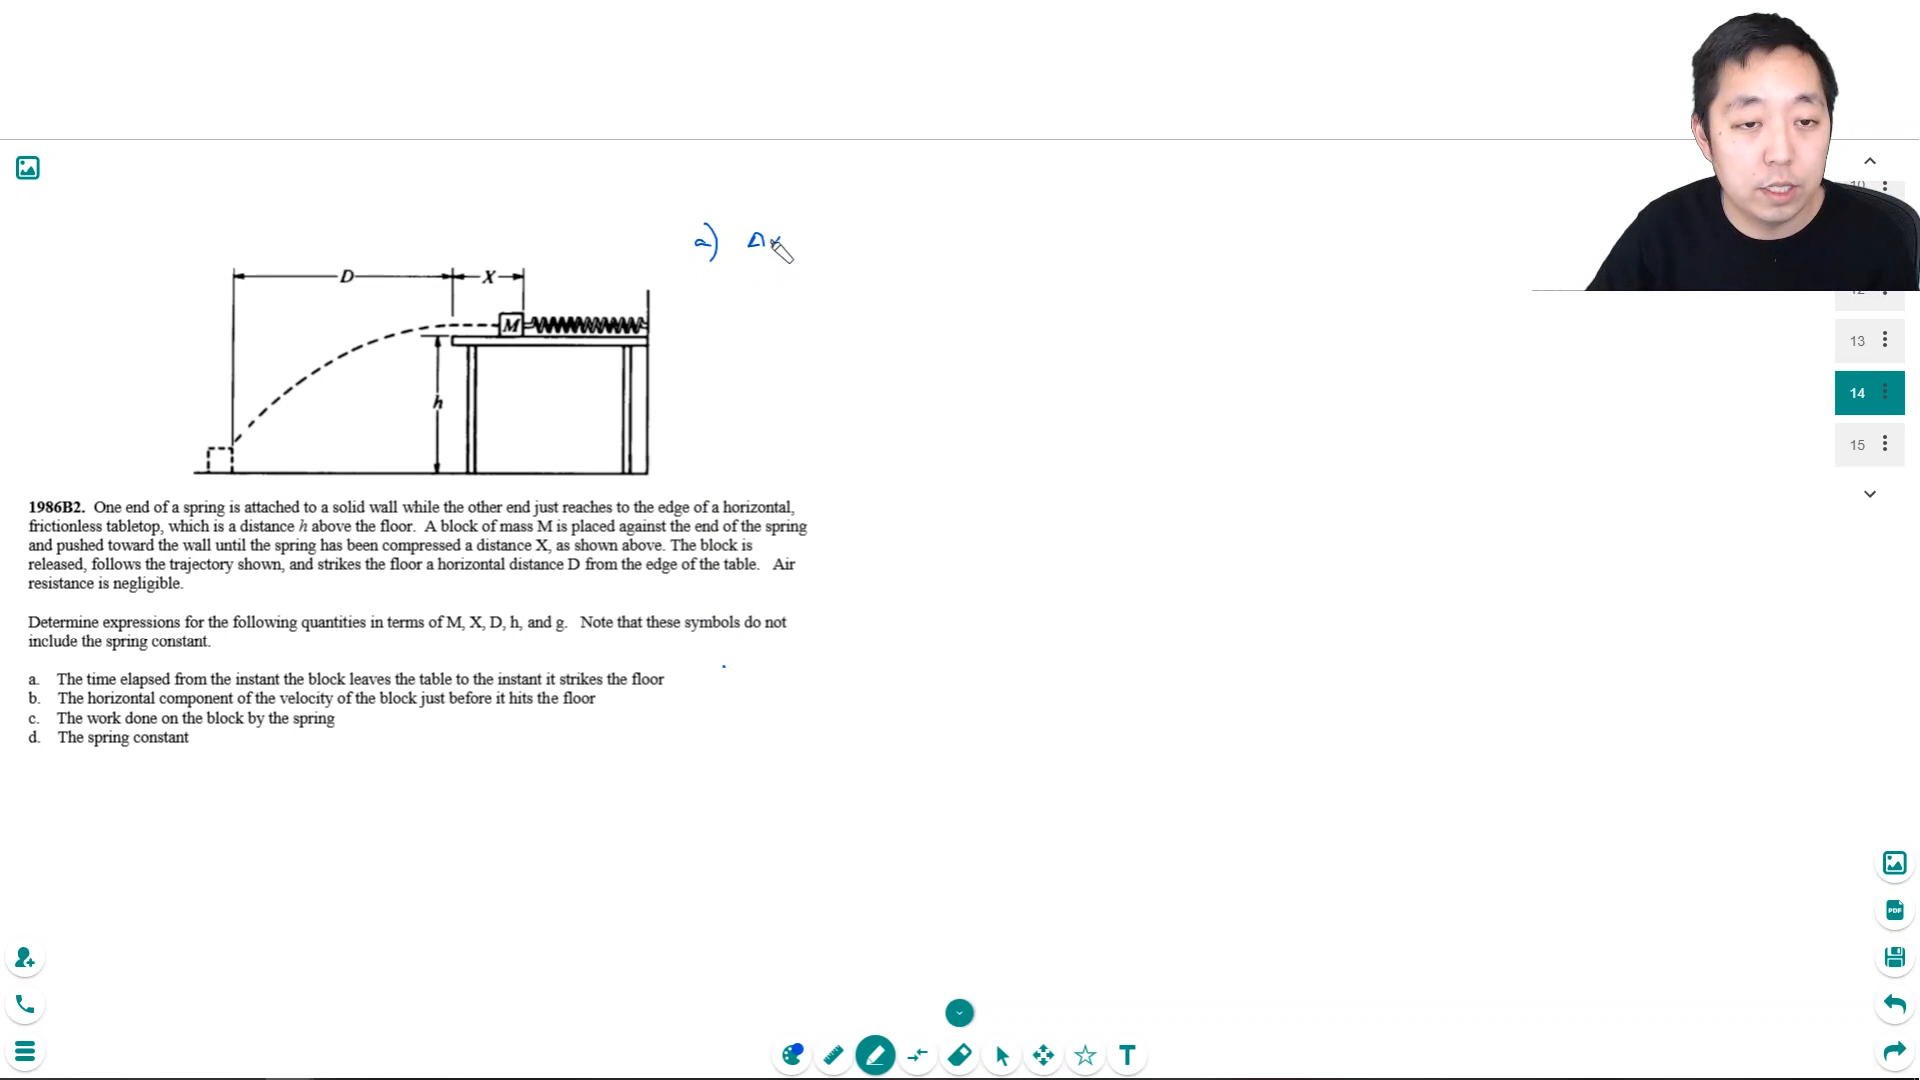 a) Δ
D
X
M
h
1986B2. One end of a spring is attached to a solid wall while the other end just reaches to the edge of a horizontal,
frictionless tabletop, which is a distance h above the floor. A block of mass M is placed against the end of the spring
and pushed toward the wall until the spring has been compressed a distance X, as shown above. The block is
released, follows the trajectory shown, and strikes the floor a horizontal distance D from the edge of the table. Air
resistance is negligible.
Determine expressions for the following quantities in terms of M, X, D, h, and g. Note that these symbols do not
include the spring constant.
a. The time elapsed from the instant the block leaves the table to the instant it strikes the floor
b. The horizontal component of the velocity of the block just before it hits the floor
c. The work done on the block by the spring
d. The spring constant
13
14
15
PDF
T